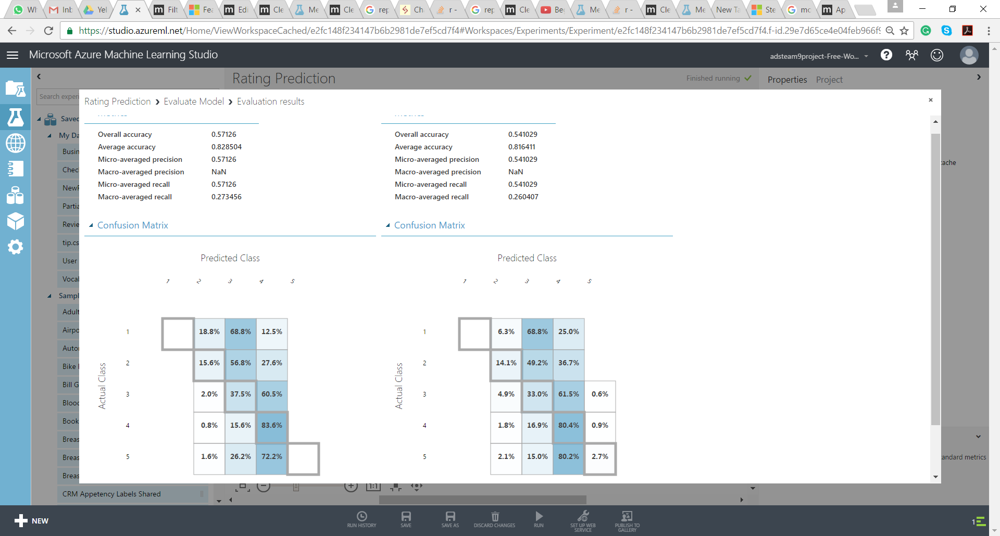 Wh
Inb
Yel
Filt
Fea
Edi
Cle
Me
Cle
rep
Ch
r -
rep
Cle
Be
Me
r -
Cle
Me
New Ta
Ste
mc
Ap
https://studio.azureml.net/Home/ViewWorkspaceCached/e2fc148f234147b6b2981de7ef5cd7f4#Workspaces/Experiments/Experiment/e2fc148f234147b6b2981de7ef5cd7f4.f-id.29e7d65ce4e04feb966f9
Microsoft Azure Machine Learning Studio
adsteam9project-Free-Wo...
Rating Prediction
Finished running
Properties Project
Search experi
Rating Prediction > Evaluate Model > Evaluation results
Saved
My Da
Busin
Chec
NewF
Partia
Revie
tip.cs
User
Vocab
Sampl
Adult
Airpo
Auto
Bike
Bill G
Blood
Book
Breas
Breas
Breas
CRM Appetency Labels Shared
Metrics
Overall accuracy 0.57126
Average accuracy 0.828504
Micro-averaged precision 0.57126
Macro-averaged precision NaN
Micro-averaged recall 0.57126
Macro-averaged recall 0.273456
Confusion Matrix
Predicted Class
1 2 3 4 5
Actual Class
1 18.8% 68.8% 12.5%
2 15.6% 56.8% 27.6%
3 2.0% 37.5% 60.5%
4 0.8% 15.6% 83.6%
5 1.6% 26.2% 72.2%
Metrics
Overall accuracy 0.541029
Average accuracy 0.816411
Micro-averaged precision 0.541029
Macro-averaged precision NaN
Micro-averaged recall 0.541029
Macro-averaged recall 0.260407
Confusion Matrix
Predicted Class
1 2 3 4 5
Actual Class
1 6.3% 68.8% 25.0%
2 14.1% 49.2% 36.7%
3 4.9% 33.0% 61.5% 0.6%
4 1.8% 16.9% 80.4% 0.9%
5 2.1% 15.0% 80.2% 2.7%
cache
andard metrics
1:1
NEW
RUN HISTORY
SAVE
SAVE AS
DISCARD CHANGES
RUN
SET UP WEB
SERVICE
PUBLISH TO
GALLERY
1